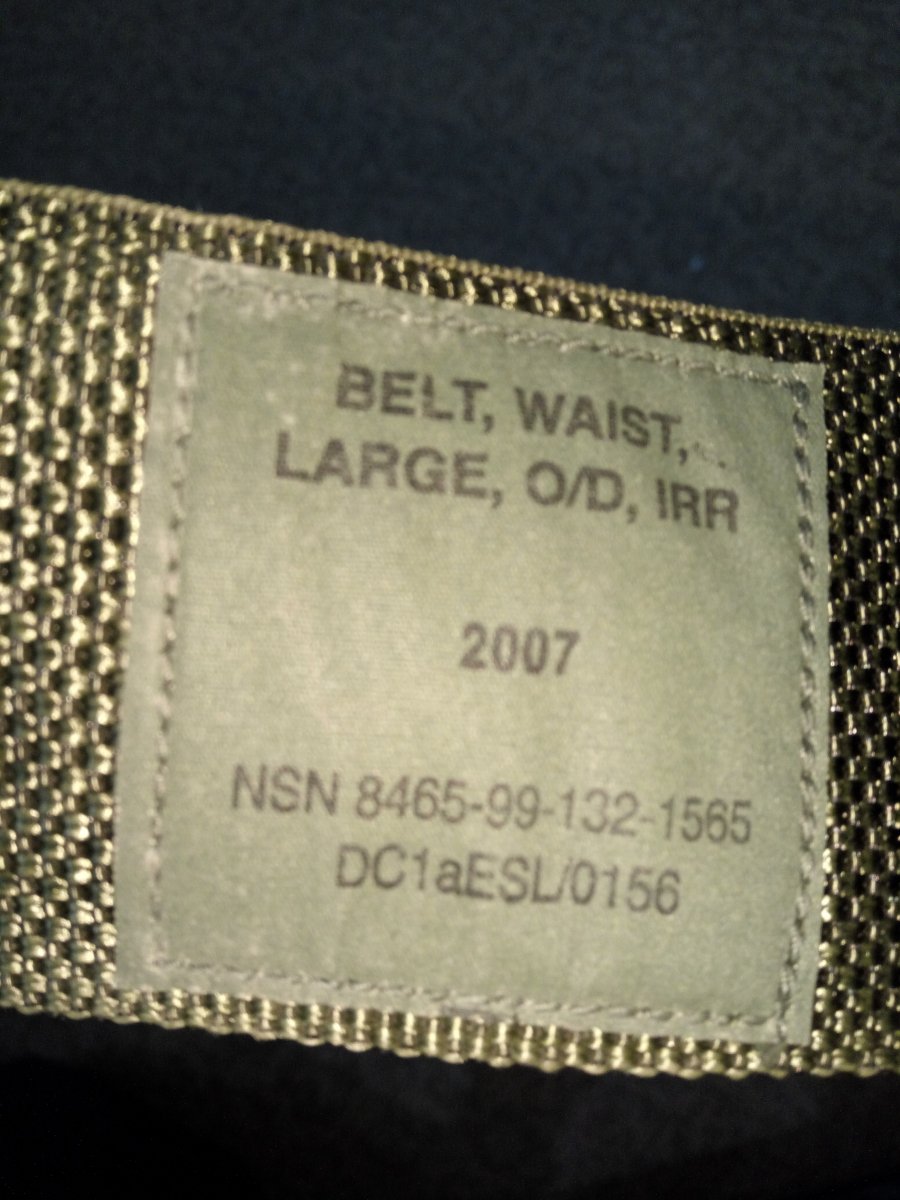 BELT, WAIST,
LARGE, O/D, IRR
2007
NSN 8465-99-132-1565
DC1aESL/0156